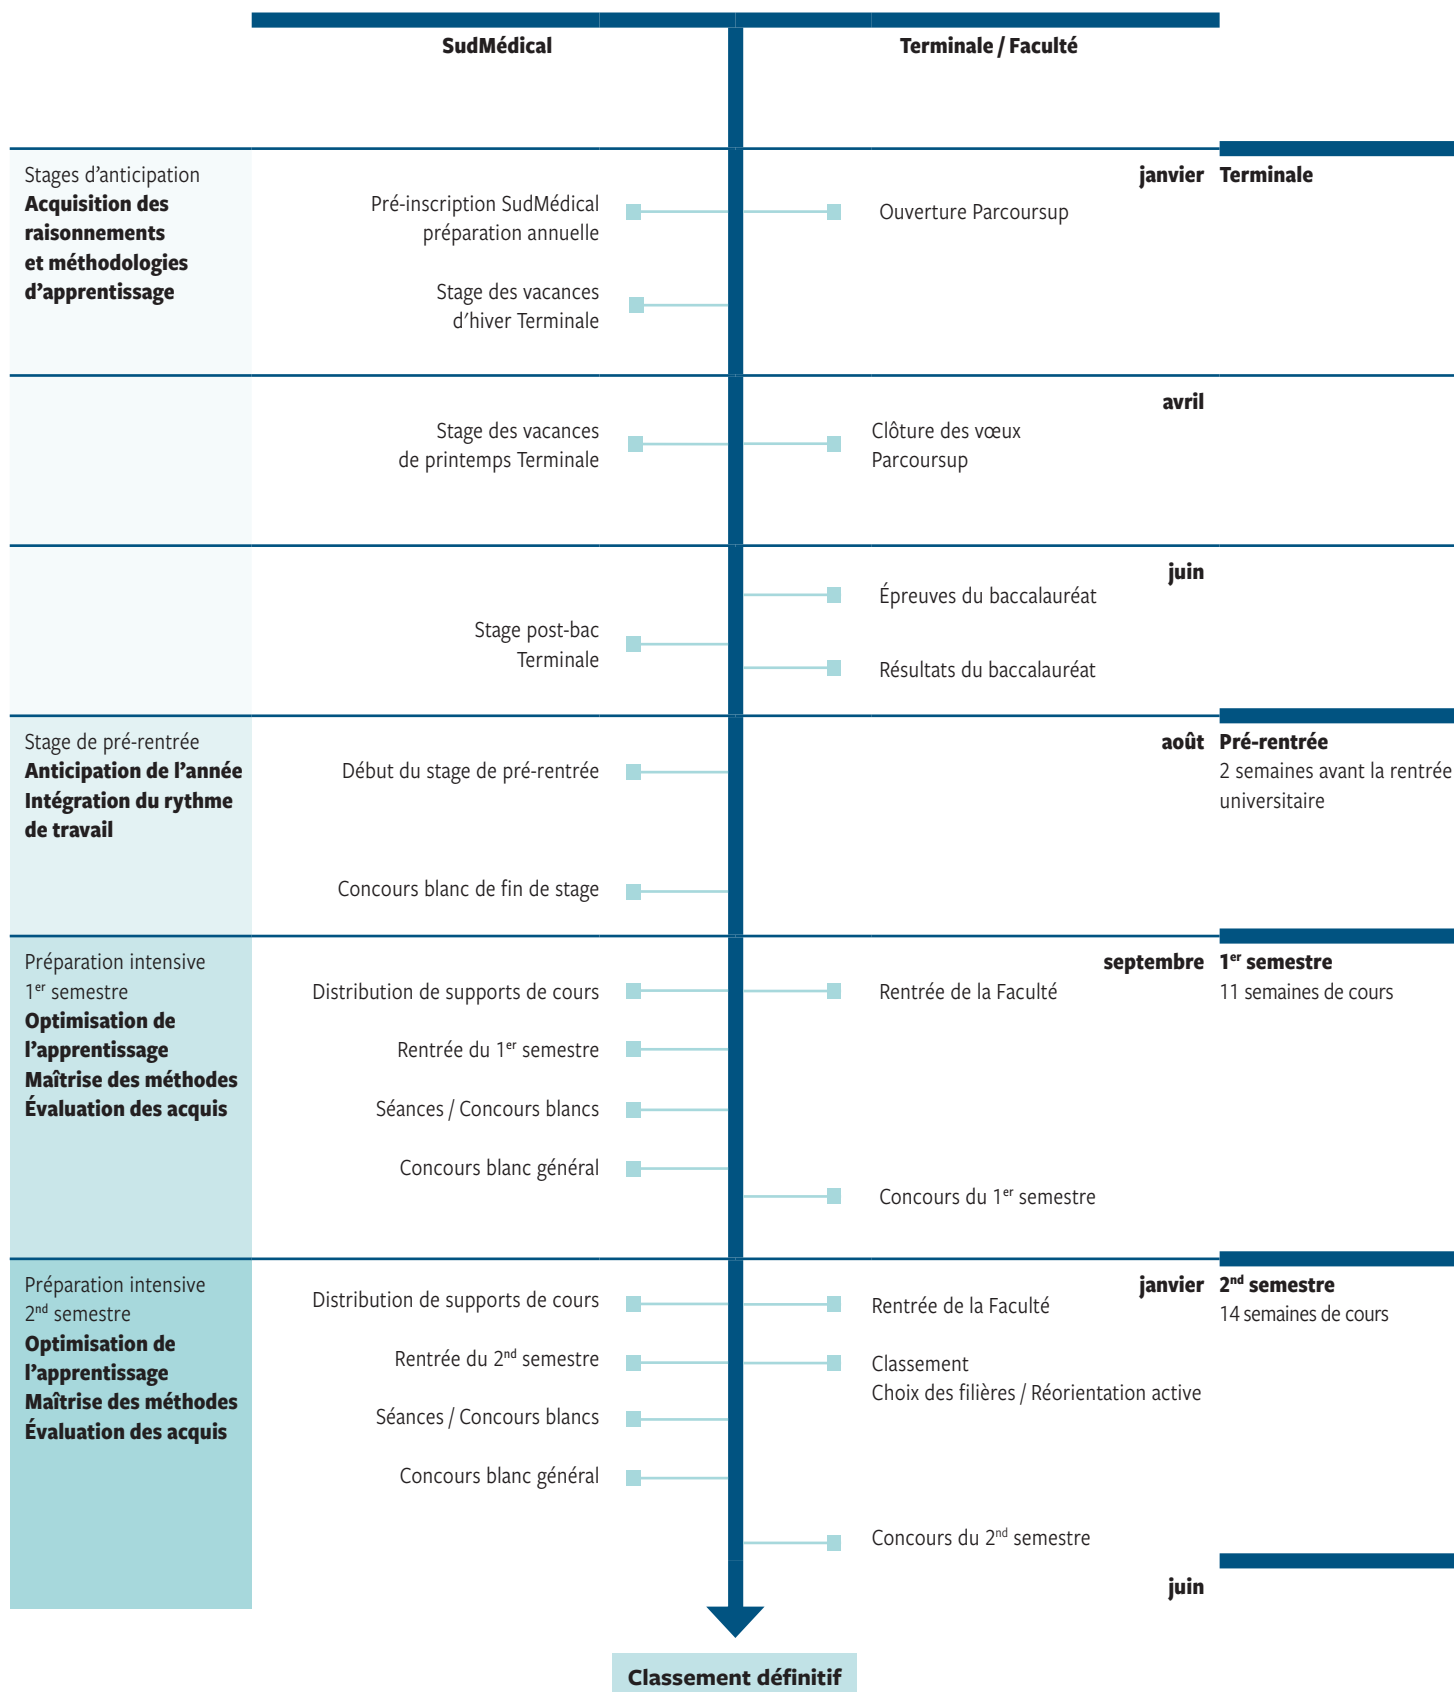 SudMédical
Terminale / Faculté
Stages d’anticipation
Acquisition des
raisonnements
et méthodologies
d’apprentissage
Pré-inscription SudMédical
préparation annuelle
Stage des vacances
d’hiver Terminale
janvier
Terminale
Ouverture Parcoursup
avril
Stage des vacances
de printemps Terminale
Clôture des vœux
Parcoursup
juin
Épreuves du baccalauréat
Stage post-bac
Terminale
Résultats du baccalauréat
Stage de pré-rentrée
Anticipation de l’année
Intégration du rythme
de travail
Début du stage de pré-rentrée
Concours blanc de fin de stage
août
Pré-rentrée
2 semaines avant la rentrée
universitaire
Préparation intensive
1er semestre
Optimisation de
l’apprentissage
Maîtrise des méthodes
Évaluation des acquis
Distribution de supports de cours
Rentrée du 1er semestre
Séances / Concours blancs
Concours blanc général
septembre
1er semestre
11 semaines de cours
Rentrée de la Faculté
Concours du 1er semestre
Préparation intensive
2nd semestre
Optimisation de
l’apprentissage
Maîtrise des méthodes
Évaluation des acquis
Distribution de supports de cours
Rentrée du 2nd semestre
Séances / Concours blancs
Concours blanc général
janvier
2nd semestre
14 semaines de cours
Rentrée de la Faculté
Classement
Choix des filières / Réorientation active
Concours du 2nd semestre
juin
Classement définitif